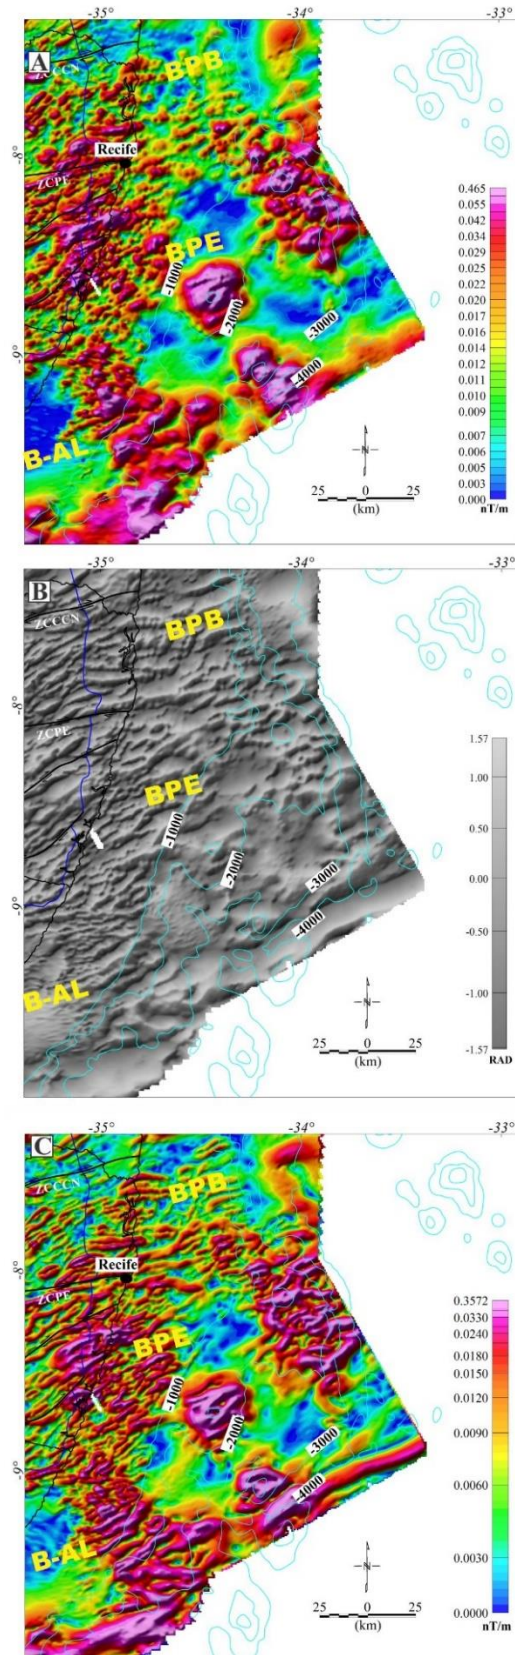 -35° -34° -33°
A
ZCCCN
BPB
-8°
Recife
ZCPE
BPE
-1000
-2000
-3000
-4000
-9°
B-AL
N
25 0 25
(km)
0.465
0.055
0.042
0.034
0.029
0.025
0.022
0.020
0.017
0.015
0.014
0.012
0.011
0.010
0.009
0.007
0.006
0.005
0.003
0.000
nT/m
-35° -34° -33°
B
ZCCCN
BPB
-8°
ZCPE
BPE
-1000
-2000
-3000
-4000
-9°
B-AL
N
25 0 25
(km)
1.57
1.00
0.50
0.00
-0.50
-1.00
-1.57
RAD
-35° -34° -33°
C
ZCCCN
BPB
-8°
Recife
ZCPE
BPE
-1000
-2000
-3000
-4000
-9°
B-AL
N
25 0 25
(km)
0.3572
0.0330
0.0240
0.0180
0.0150
0.0120
0.0090
0.0060
0.0030
0.0000
nT/m